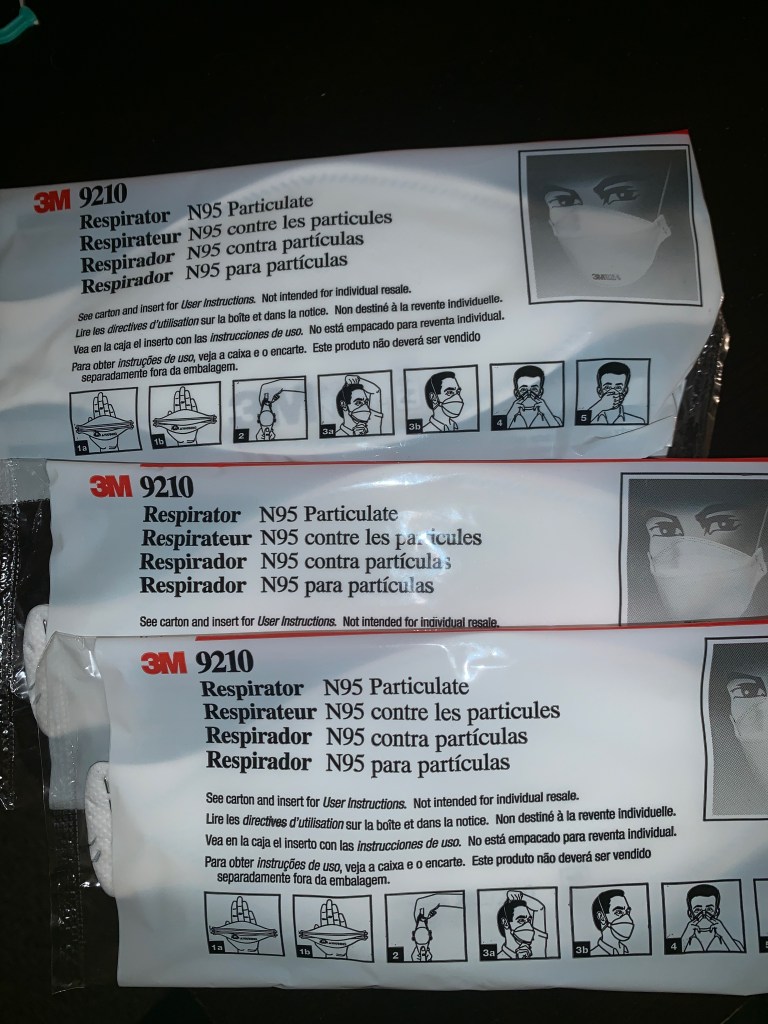 3M 9210
Respirator N95 Particulate
Respirateur N95 contre les particules
Respirador N95 contra partículas
Respirador N95 para partículas
See carton and insert for User Instructions. Not intended for individual resale.
Lire les directives d'utilisation sur la boîte et dans la notice. Non destiné à la revente individuelle.
Vea en la caja el inserto con las instrucciones de uso. No está empacado para reventa individual.
Para obter instruções de uso, veja a caixa e o encarte. Este produto não deverá ser vendido
separadamente fora da embalagem.
1a 1b 2 3a 3b 4 5
3M 9210
Respirator N95 Particulate
Respirateur N95 contre les particules
Respirador N95 contra partículas
Respirador N95 para partículas
See carton and insert for User Instructions. Not intended for individual resale.
3M 9210
Respirator N95 Particulate
Respirateur N95 contre les particules
Respirador N95 contra partículas
Respirador N95 para partículas
See carton and insert for User Instructions. Not intended for individual resale.
Lire les directives d'utilisation sur la boîte et dans la notice. Non destiné à la revente individuelle.
Vea en la caja el inserto con las instrucciones de uso. No está empacado para reventa individual.
Para obter instruções de uso, veja a caixa e o encarte. Este produto não deverá ser vendido
separadamente fora da embalagem.
1a 1b 2 3a 3b 4